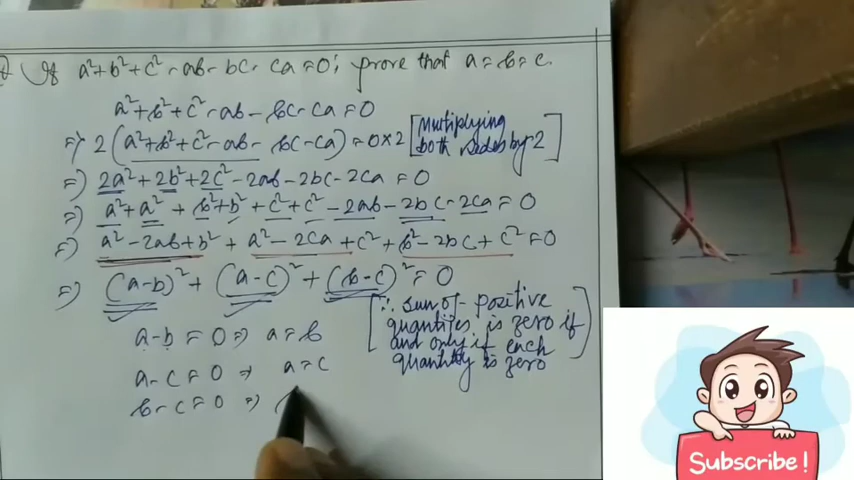 If a²+b²+c²-ab-bc-ca=0; prove that a=b=c.
a²+b²+c²-ab-bc-ca=0
=> 2(a²+b²+c²-ab-bc-ca)=0×2 [Multiplying both sides by 2]
=> 2a²+2b²+2c²-2ab-2bc-2ca=0
=> a²+a²+b²+b²+c²+c²-2ab-2bc-2ca=0
=> a²-2ab+b²+a²-2ca+c²+b²-2bc+c²=0
=> (a-b)²+(a-c)²+(b-c)²=0
[∵ sum of positive
quantities is zero if
and only if each
quantity is zero]
a-b=0=> a=b
a-c=0=> a=c
b-c=0=>
Subscribe!